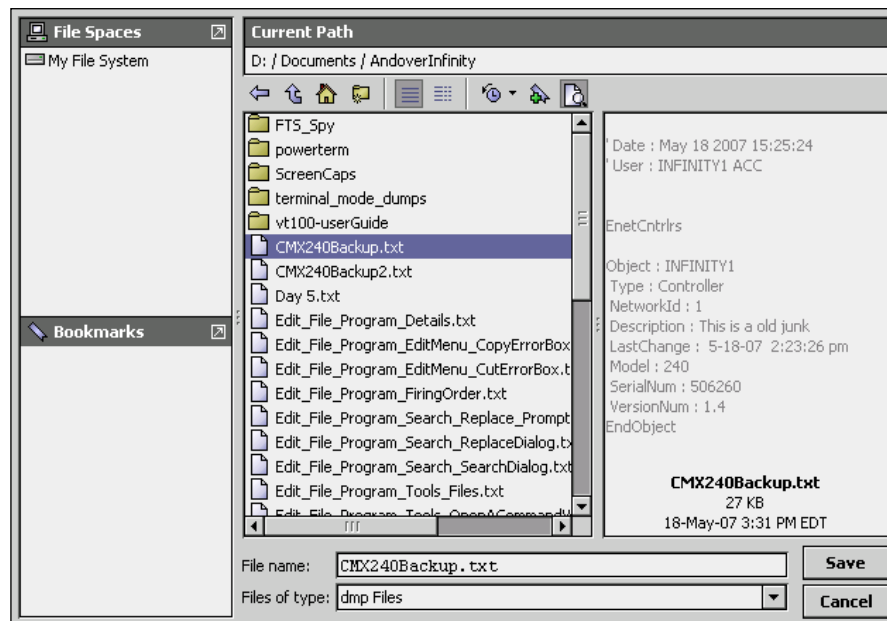 File Spaces
My File System
Bookmarks
Current Path
D: / Documents / AndoverInfinity
FTS_Spy
powerterm
ScreenCaps
terminal_mode_dumps
vt100-userGuide
CMX240Backup.txt
CMX240Backup2.txt
Day 5.txt
Edit_File_Program_Details.txt
Edit_File_Program_EditMenu_CopyErrorBox
Edit_File_Program_EditMenu_CutErrorBox.t
Edit_File_Program_FiringOrder.txt
Edit_File_Program_Search_Replace_Prompt
Edit_File_Program_Search_ReplaceDialog.tx
Edit_File_Program_Search_SearchDialog.txt
Edit_File_Program_Tools_Files.txt
Edit_File_Program_Tools_OpenACommandW
' Date : May 18 2007 15:25:24
' User : INFINITY1 ACC
EnetCntrlrs
Object : INFINITY1
Type : Controller
NetworkId : 1
Description : This is a old junk
LastChange : 5-18-07 2:23:26 pm
Model : 240
SerialNum : 506260
VersionNum : 1.4
EndObject
CMX240Backup.txt
27 KB
18-May-07 3:31 PM EDT
File name: CMX240Backup.txt
Save
Files of type: dmp Files
Cancel